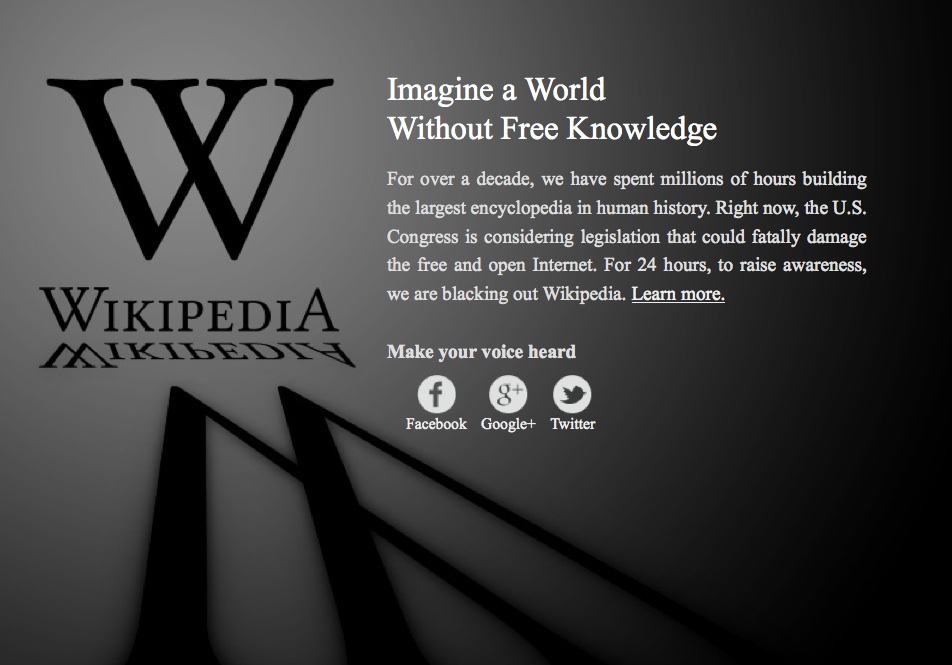 W
WIKIPEDIA
Imagine a World
Without Free Knowledge
For over a decade, we have spent millions of hours building
the largest encyclopedia in human history. Right now, the U.S.
Congress is considering legislation that could fatally damage
the free and open Internet. For 24 hours, to raise awareness,
we are blacking out Wikipedia. Learn more.
Make your voice heard
f g+
Facebook Google+ Twitter